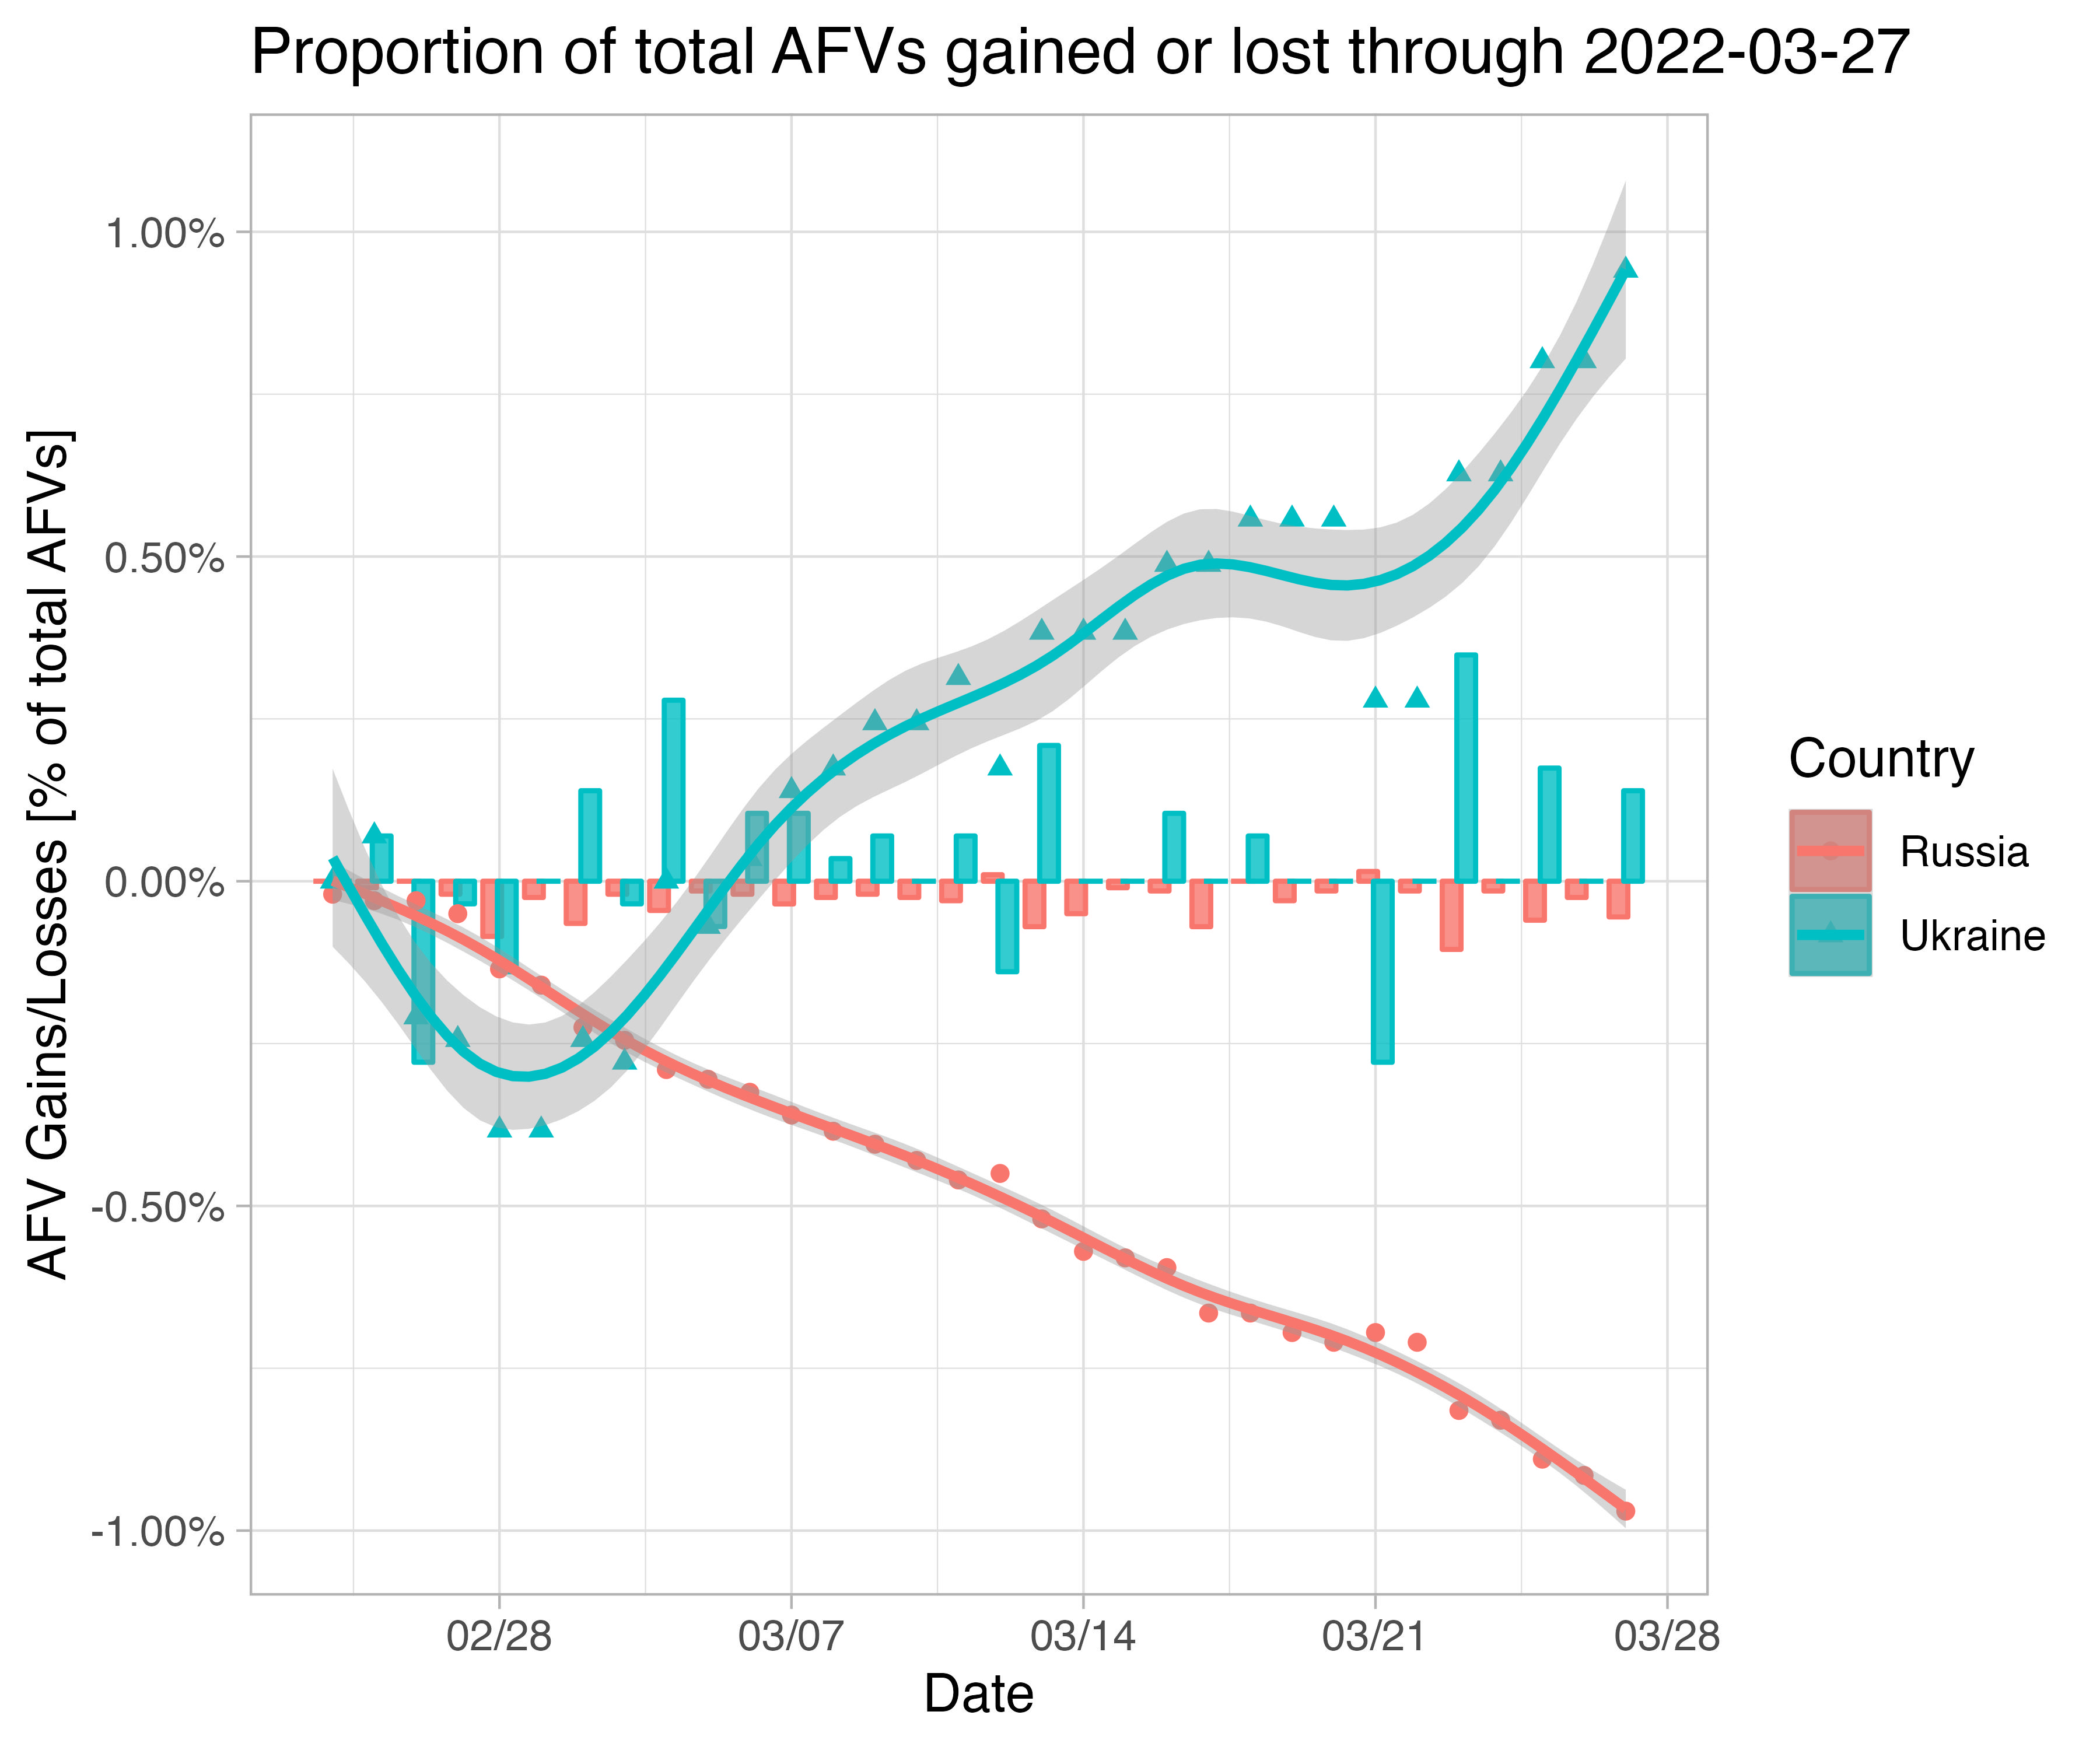 Proportion of total AFVs gained or lost through 2022-03-27
AFV Gains/Losses [% of total AFVs]
1.00%
0.50%
0.00%
-0.50%
-1.00%
02/28
03/07
03/14
03/21
03/28
Date
Country
Russia
Ukraine